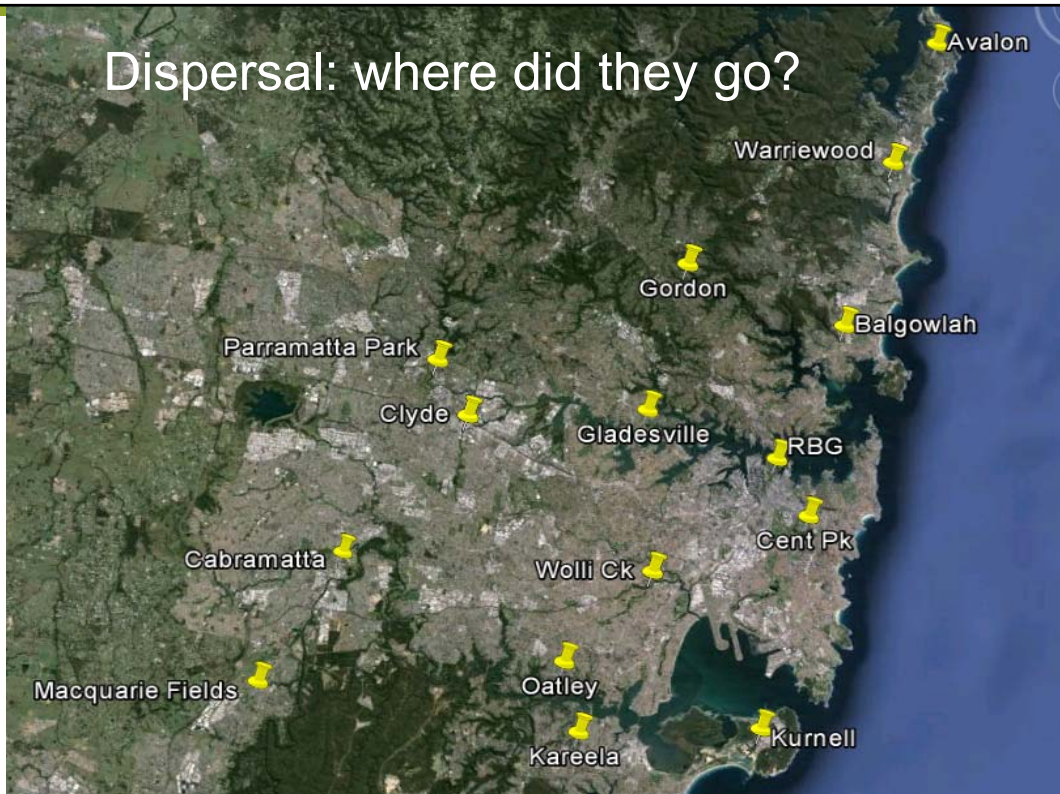 Dispersal: where did they go?
Avalon
Warriewood
Gordon
Balgowlah
Parramatta Park
Clyde
Gladesville
RBG
Cent Pk
Cabramatta
Wolli Ck
Macquarie Fields
Oatley
Kareela
Kurnell